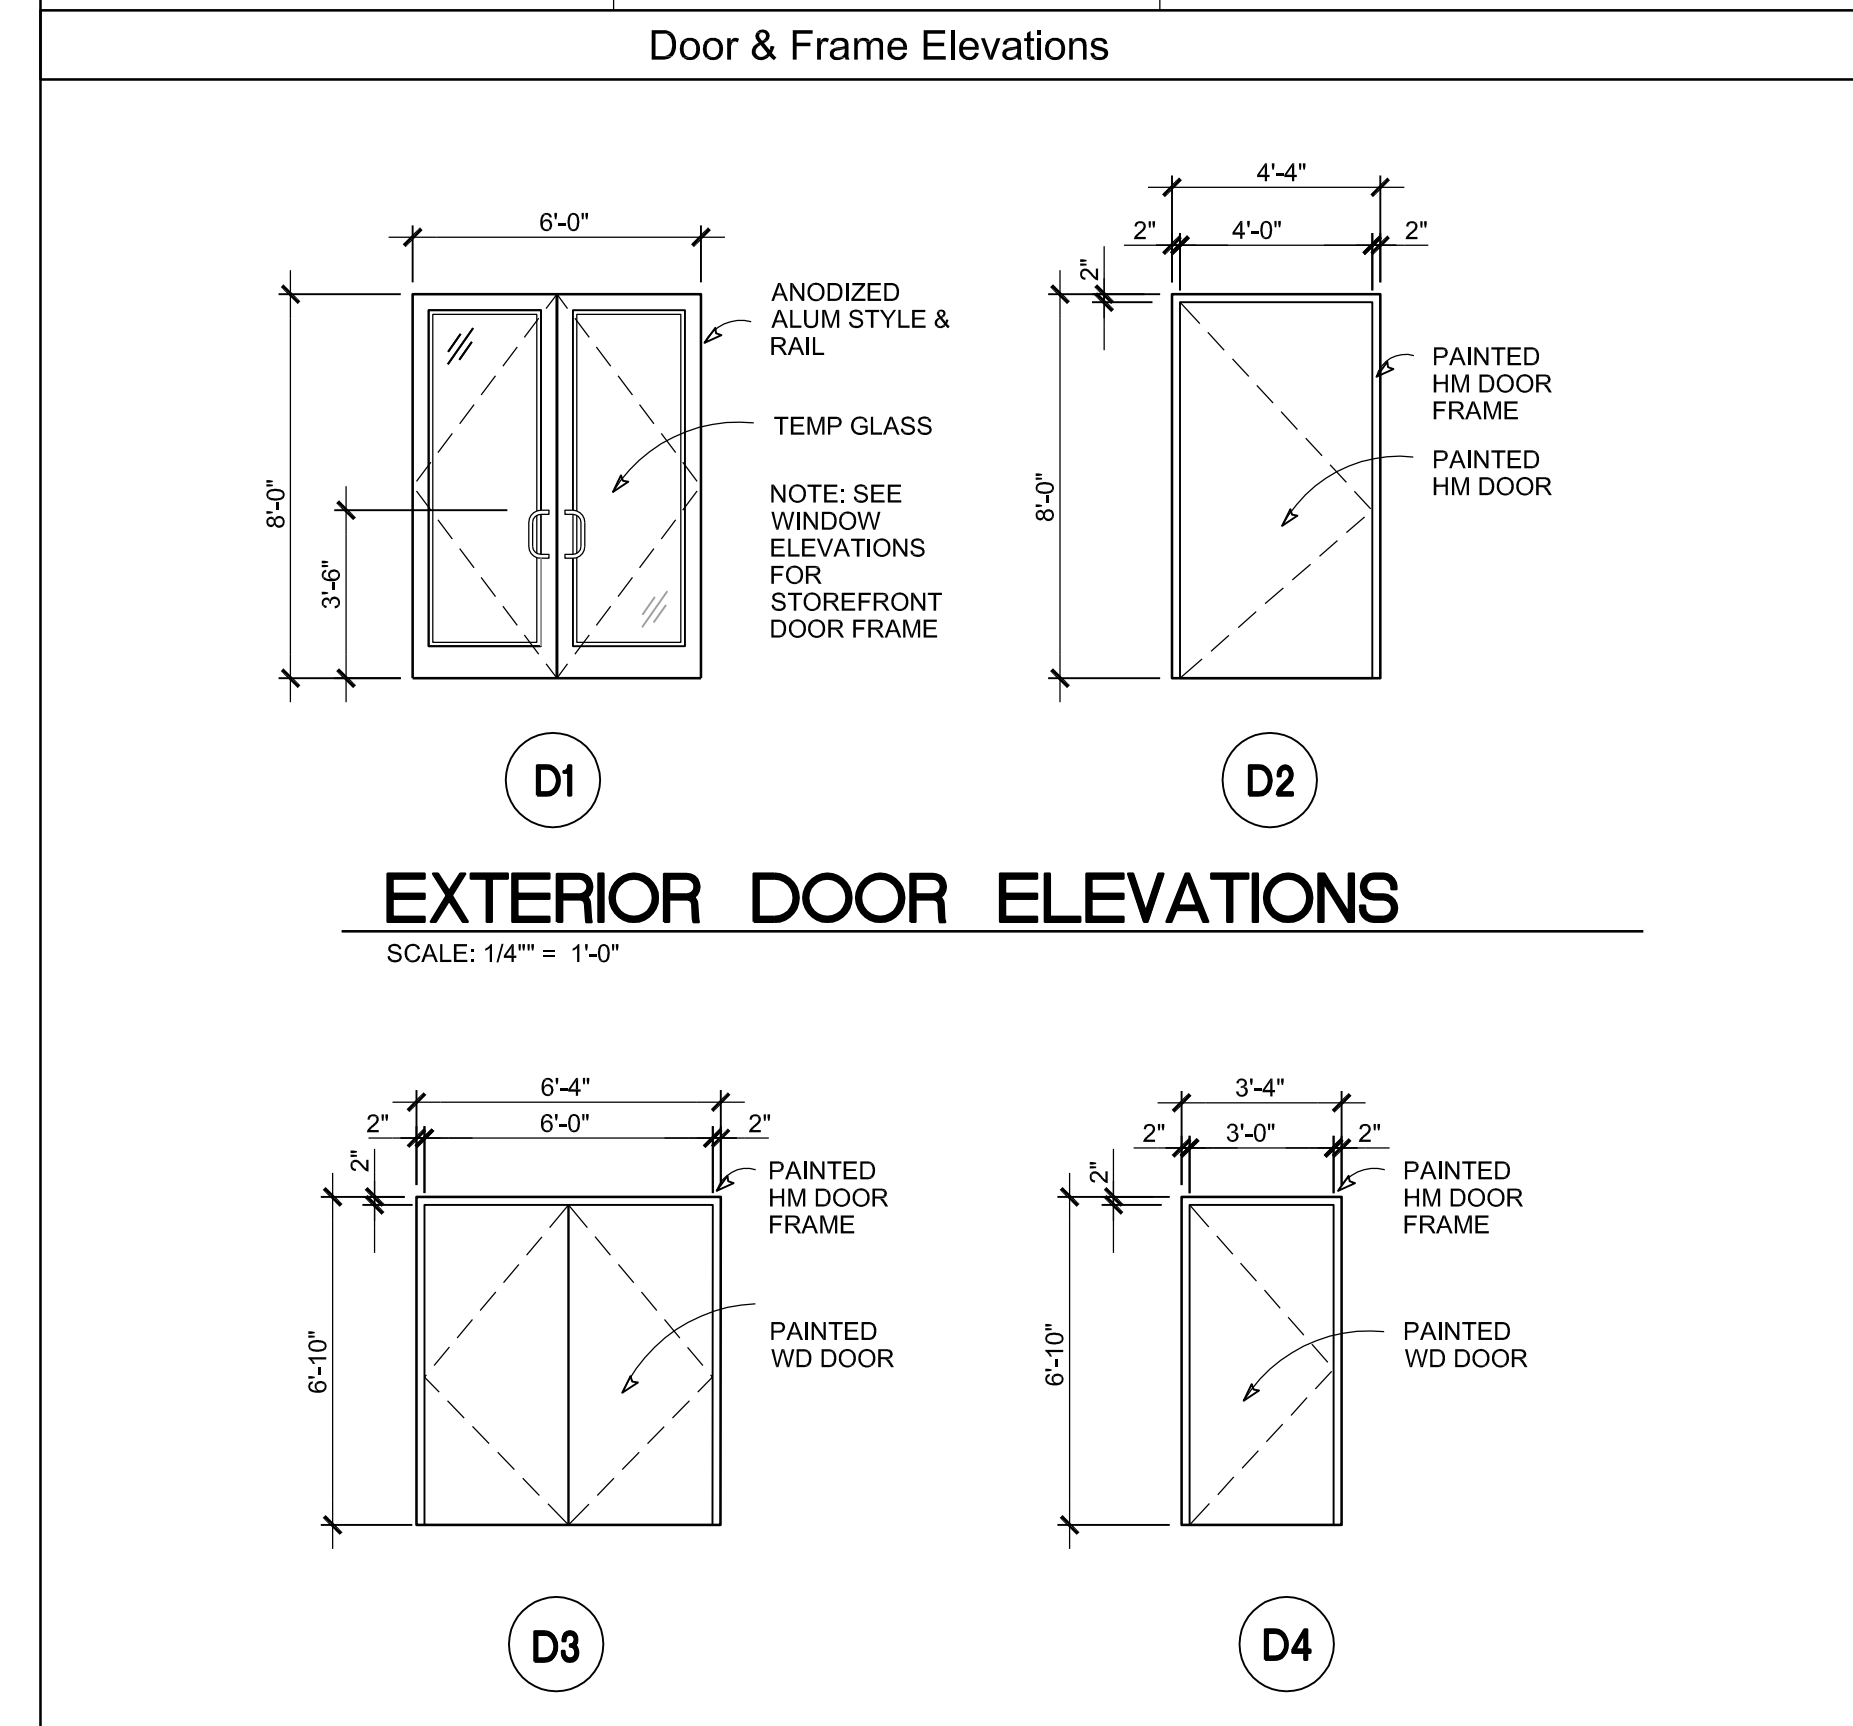 Door & Frame Elevations
6'-0"
8'-0"
3'-6"
ANODIZED
ALUM STYLE &
RAIL
TEMP GLASS
NOTE: SEE
WINDOW
ELEVATIONS
FOR
STOREFRONT
DOOR FRAME
D1
4'-4"
2"
4'-0"
2"
2"
8'-0"
PAINTED
HM DOOR
FRAME
PAINTED
HM DOOR
D2
EXTERIOR DOOR ELEVATIONS
SCALE: 1/4"" = 1'-0"
6'-4"
2"
6'-0"
2"
2"
6'-10"
PAINTED
HM DOOR
FRAME
PAINTED
WD DOOR
D3
3'-4"
2"
3'-0"
2"
2"
6'-10"
PAINTED
HM DOOR
FRAME
PAINTED
WD DOOR
D4